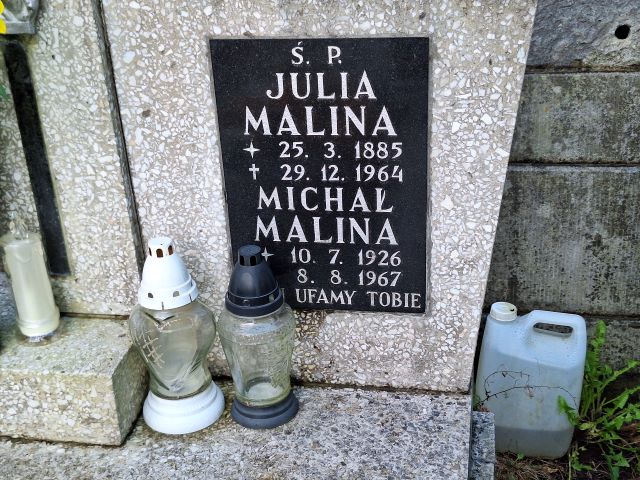 Ś. P.
JULIA
MALINA
✦ 25. 3. 1885
✝ 29. 12. 1964
MICHAŁ
MALINA
✦ 10. 7. 1926
8. 8. 1967
UFAMY TOBIE